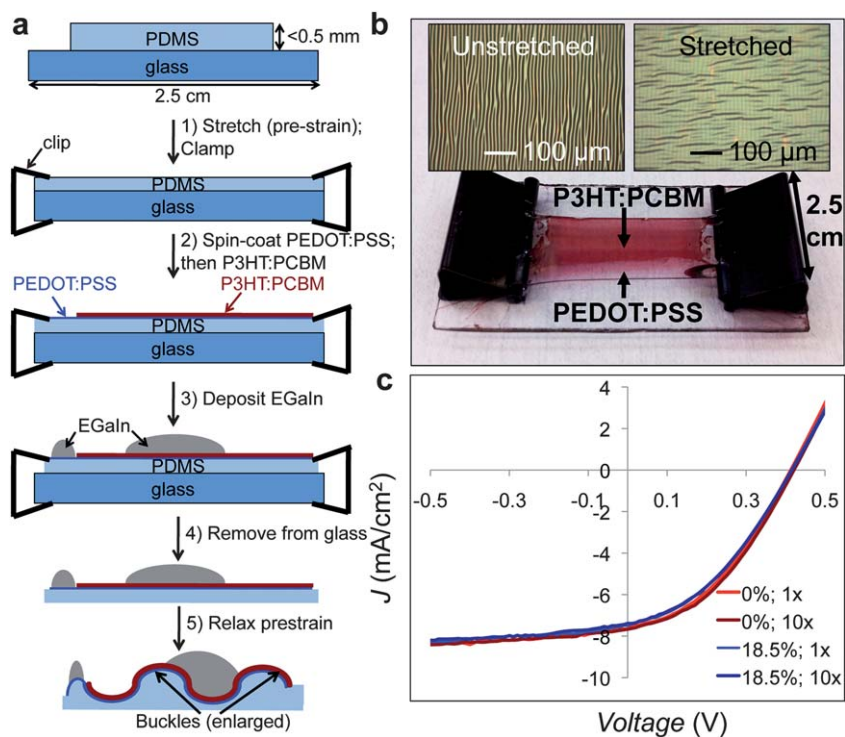 a
PDMS
<0.5 mm
glass
2.5 cm
1) Stretch (pre-strain);
Clamp
clip
PDMS
glass
2) Spin-coat PEDOT:PSS;
then P3HT:PCBM
PEDOT:PSS
P3HT:PCBM
PDMS
glass
3) Deposit EGaIn
EGaIn
PDMS
glass
4) Remove from glass
5) Relax prestrain
Buckles (enlarged)
b
Unstretched
100 µm
Stretched
100 µm
P3HT:PCBM
2.5
cm
PEDOT:PSS
c
4
2
0
-0.5 -0.3 -0.1 0.1 0.3 0.5
-2
-4
-6
-8
-10
J (mA/cm²)
0%; 1x
0%; 10x
18.5%; 1x
18.5%; 10x
Voltage (V)